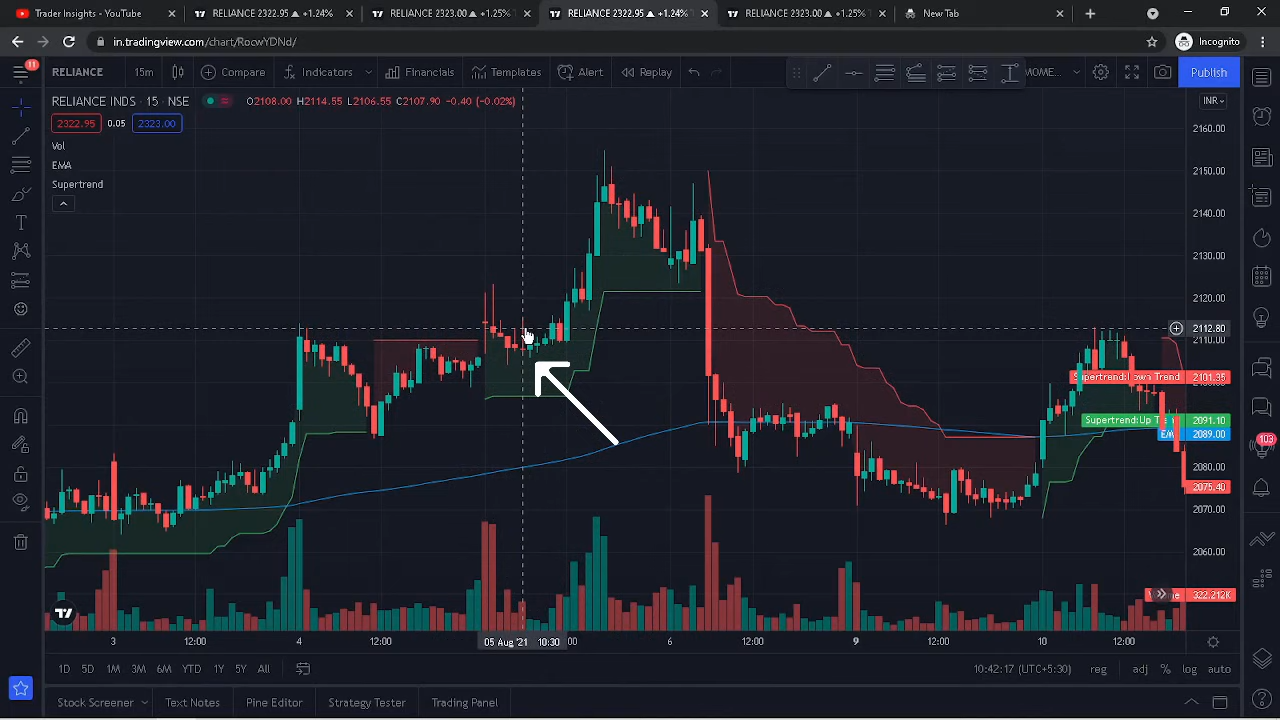 Trader Insights - YouTube
RELIANCE 2322.95 ▲ +1.24%
RELIANCE 2323.00 ▲ +1.25%
RELIANCE 2322.95 ▲ +1.24%
RELIANCE 2323.00 ▲ +1.25%
New Tab
in.tradingview.com/chart/RocwYDNd/
Incognito
11
RELIANCE 15m Compare Indicators Financials Templates Alert Replay
Publish
RELIANCE INDS · 15 · NSE O2108.00 H2114.55 L2106.55 C2107.90 -0.40 (-0.02%)
INR
2322.95 0.05 2323.00
Vol
EMA
Supertrend
2160.00
2150.00
2140.00
2130.00
2120.00
2112.80
2110.00
2101.35
Supertrend:Up
2091.10
2089.00
2080.00
2075.40
2070.00
2060.00
322.212K
103
3 12:00 4 12:00 05 Aug '21 10:30 6 12:00 9 12:00 10 12:00
1D 5D 1M 3M 6M YTD 1Y 5Y All
10:42:17 (UTC+5:30) reg adj % log auto
Stock Screener Text Notes Pine Editor Strategy Tester Trading Panel